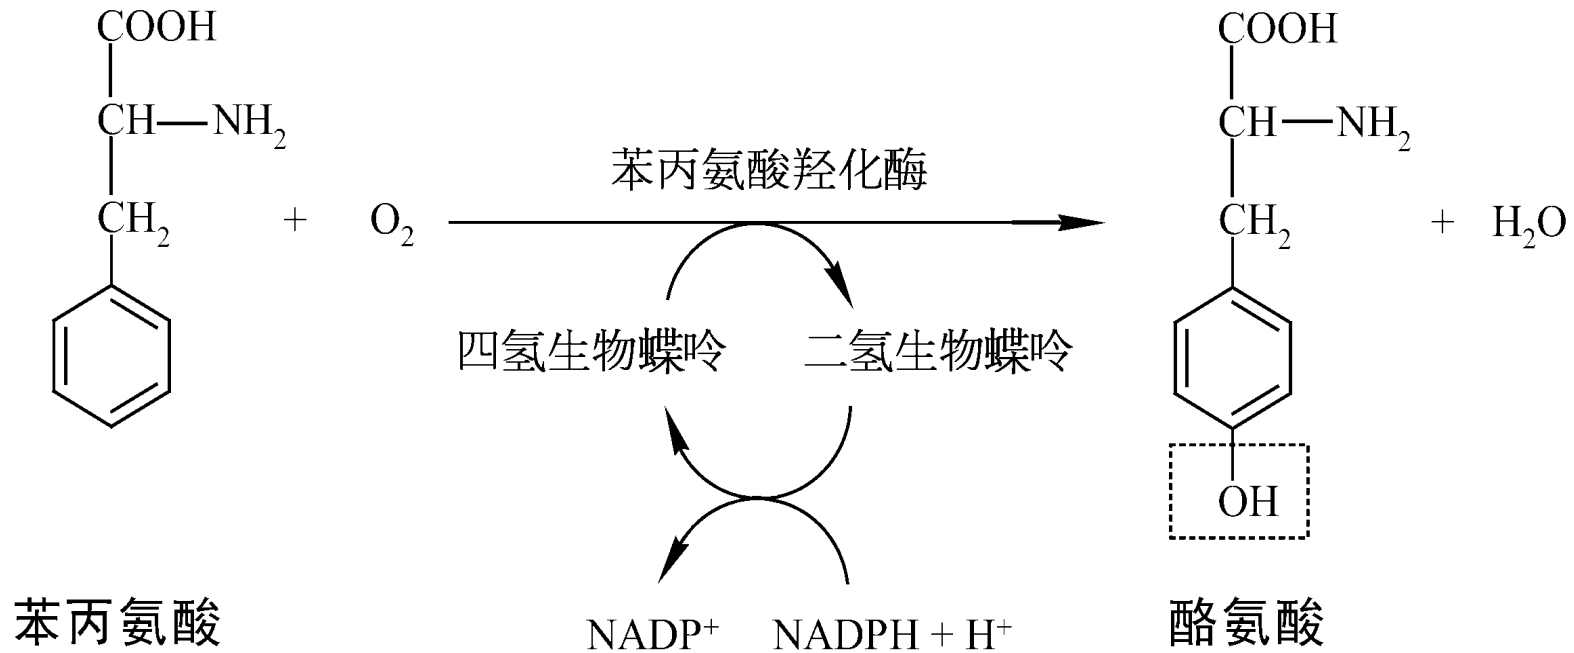 COOH
CH—NH₂
CH₂
+ O₂
苯丙氨酸羟化酶
四氢生物蝶呤
二氢生物蝶呤
NADP⁺
NADPH + H⁺
苯丙氨酸
COOH
CH—NH₂
CH₂
OH
+ H₂O
酪氨酸